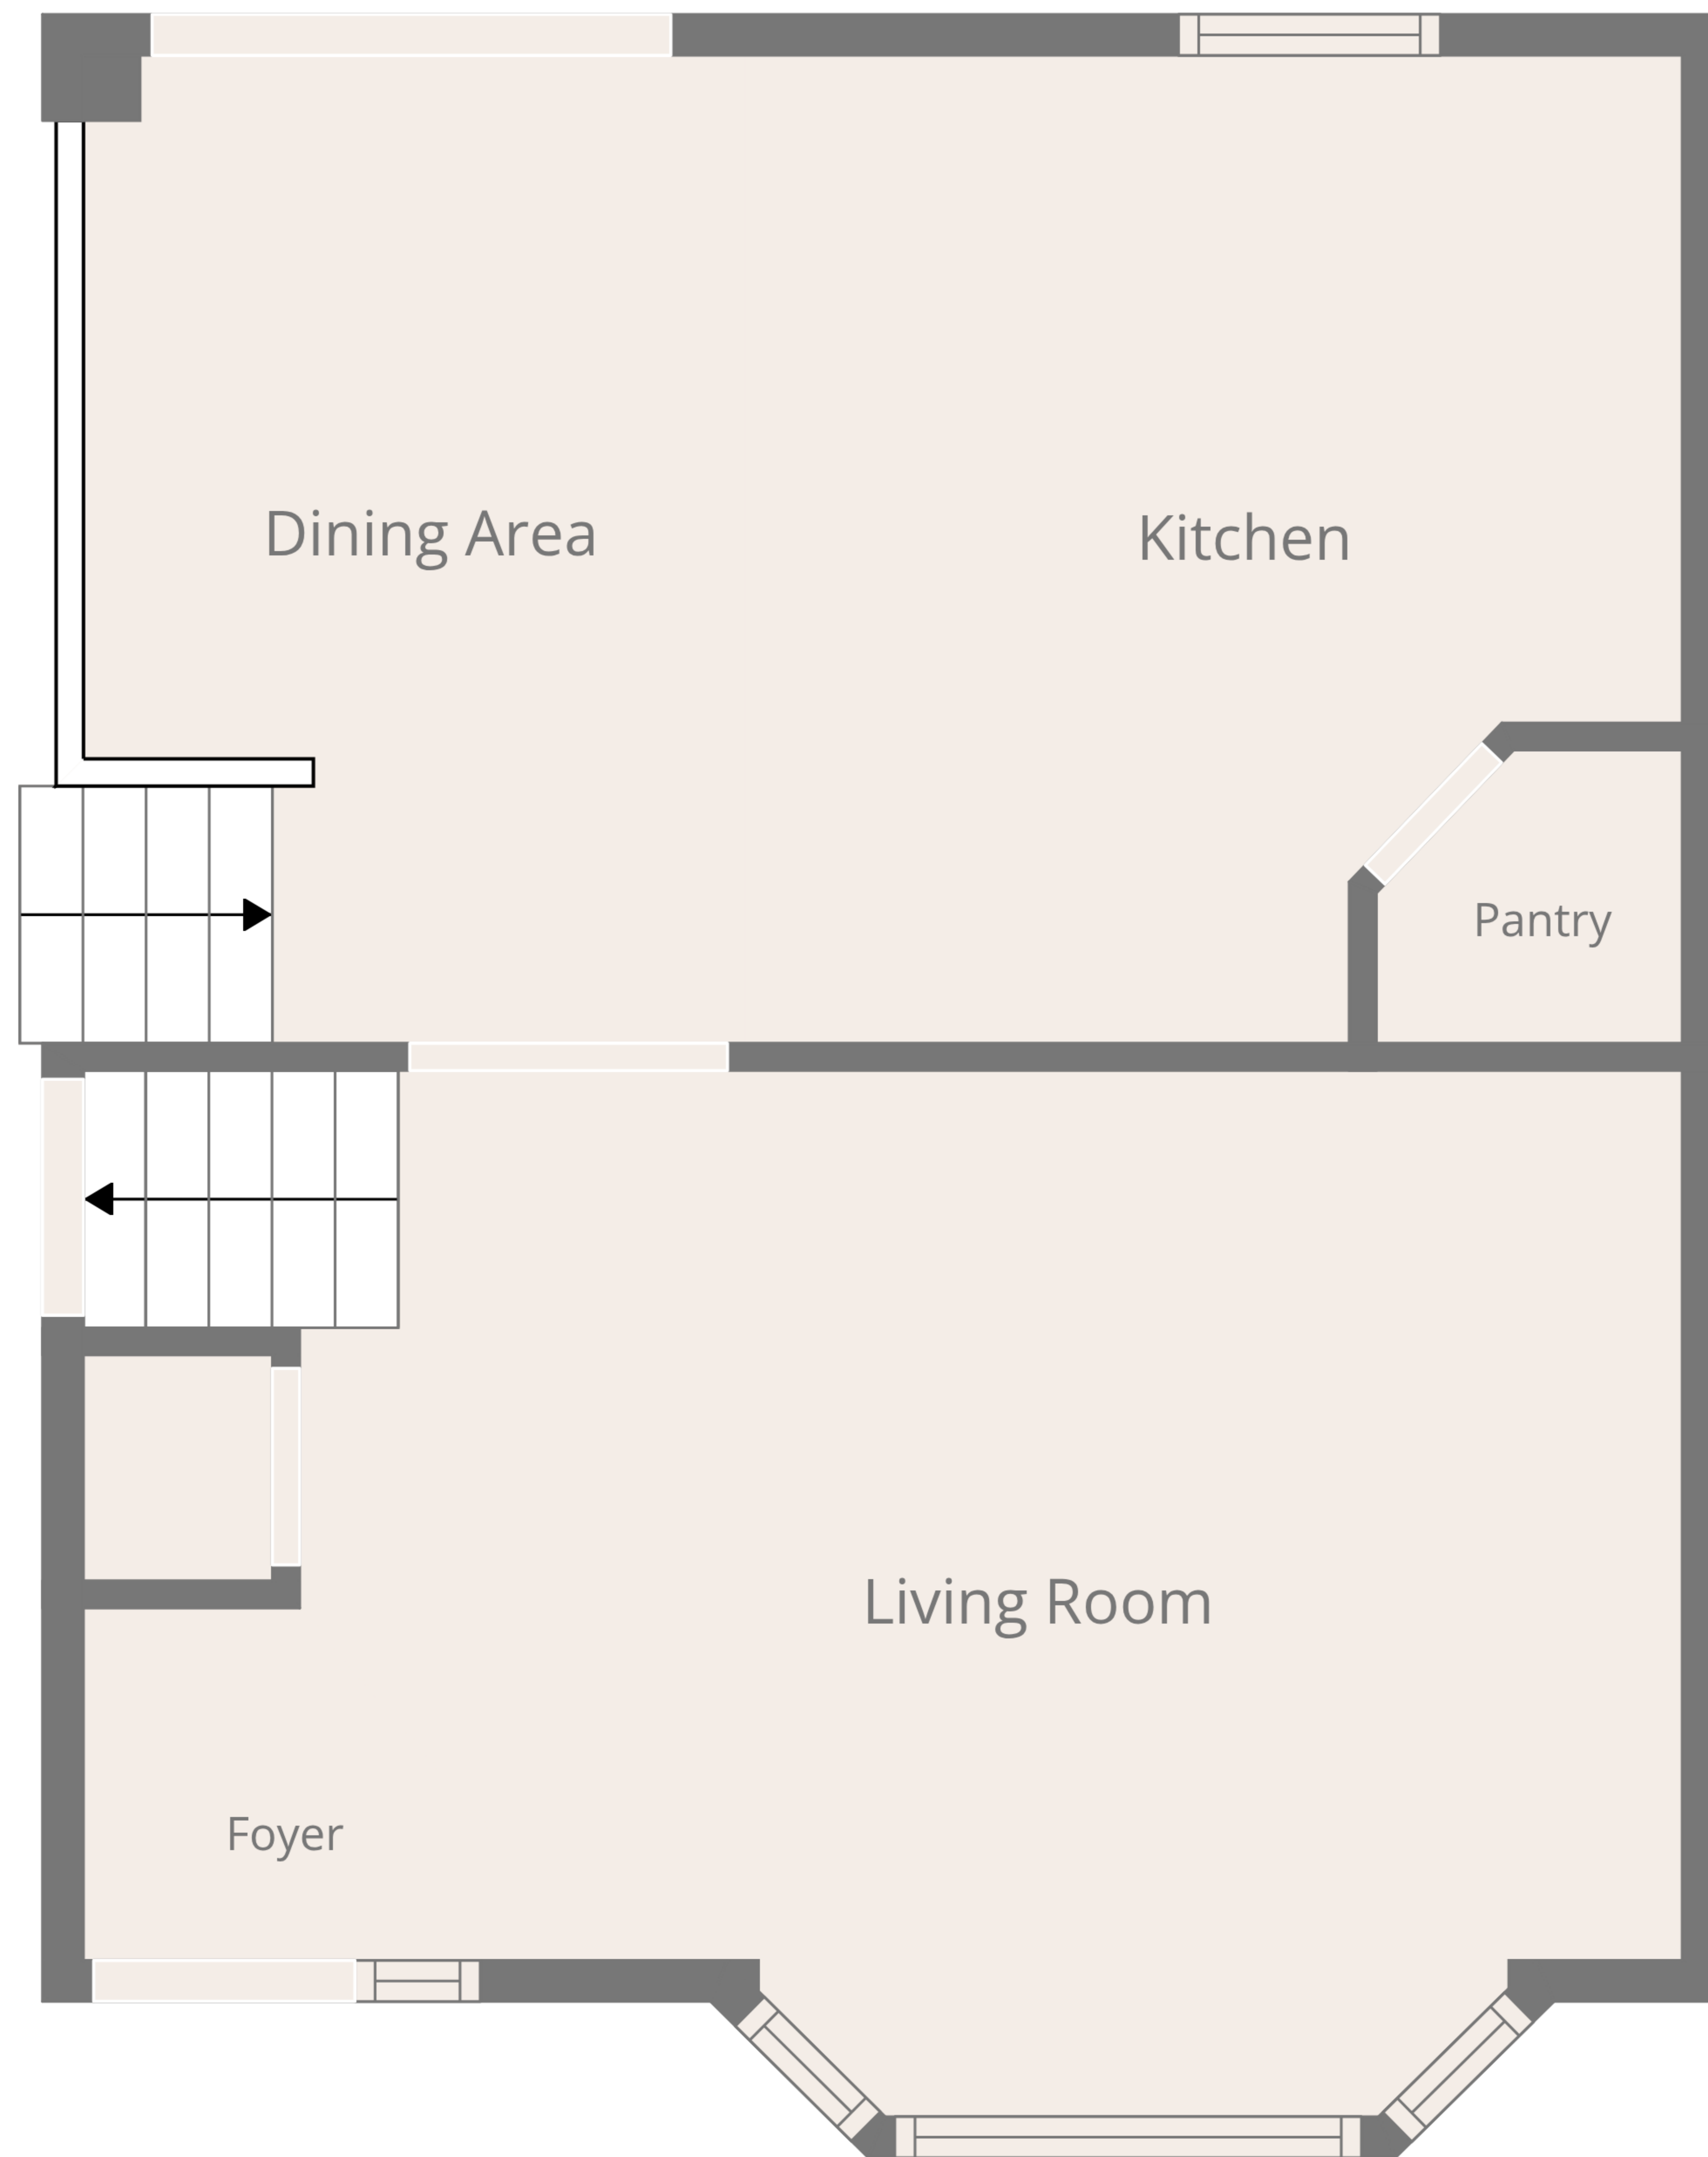 Dining Area
Kitchen
Pantry
Living Room
Foyer